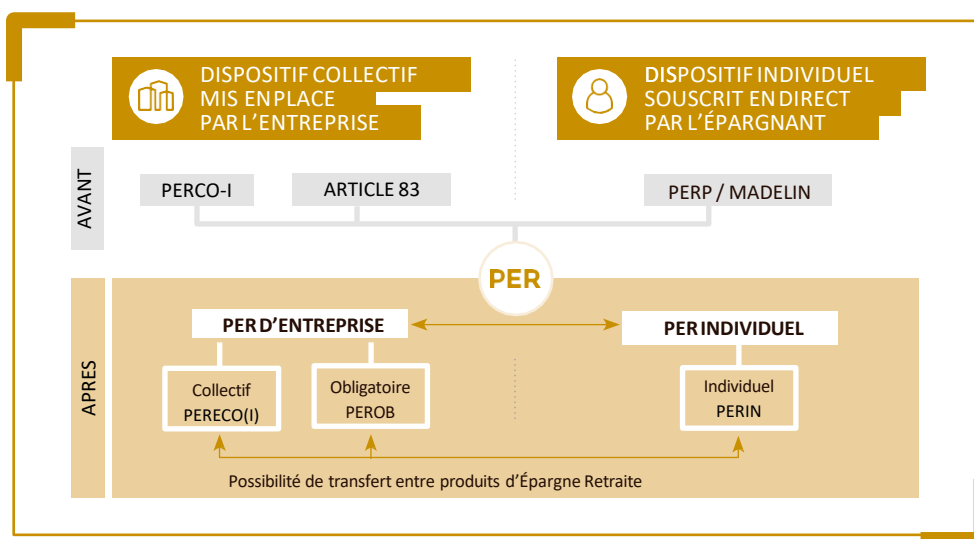 DISPOSITIF COLLECTIF
MIS EN PLACE
PAR L’ENTREPRISE
DISPOSITIF INDIVIDUEL
SOUSCRIT EN DIRECT
PAR L’ÉPARGNANT
AVANT
PERCO-I
ARTICLE 83
PERP / MADELIN
PER
APRES
PER D’ENTREPRISE
PER INDIVIDUEL
Collectif
PERECO(I)
Obligatoire
PEROB
Individuel
PERIN
Possibilité de transfert entre produits d’Épargne Retraite